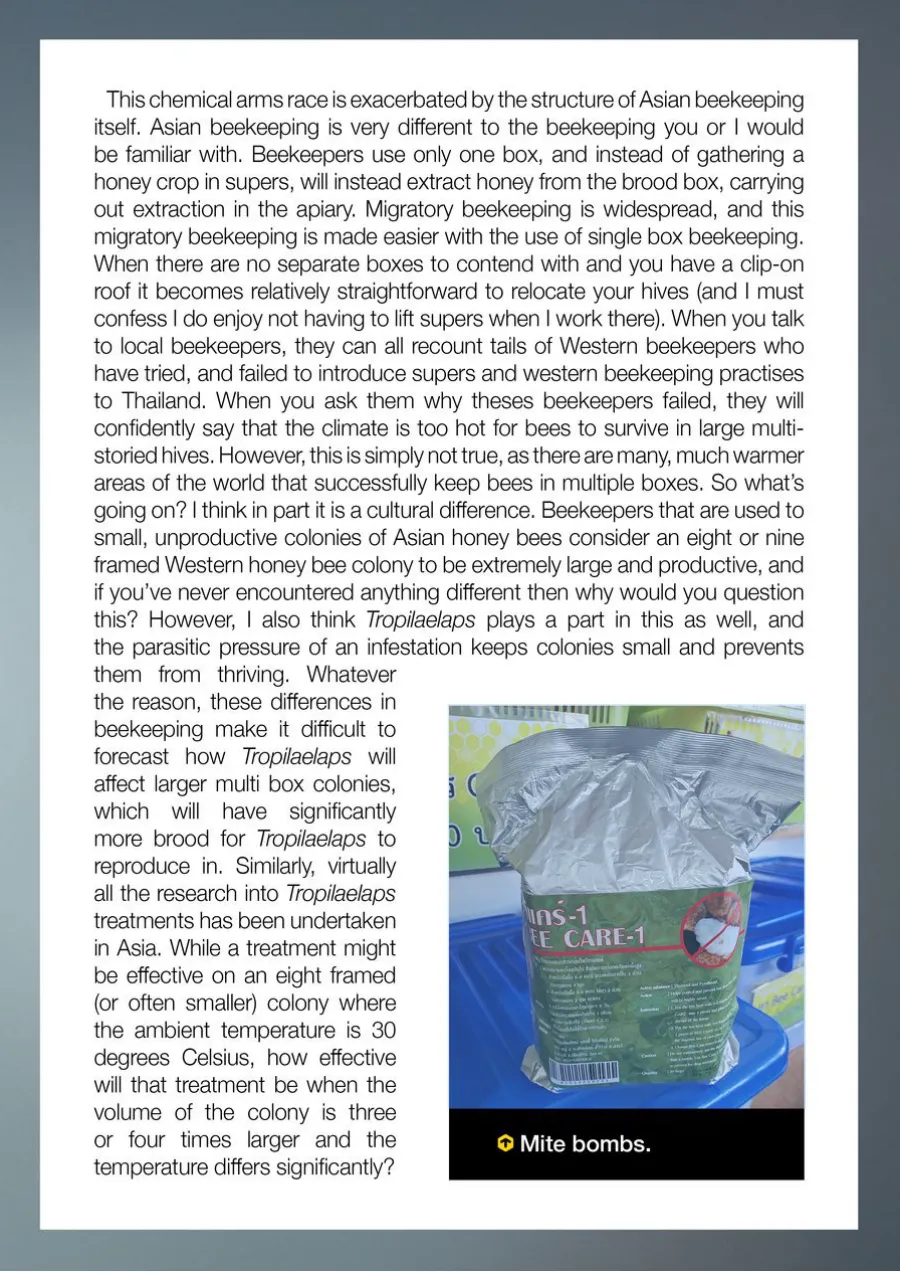 This chemical arms race is exacerbated by the structure of Asian beekeeping
itself. Asian beekeeping is very different to the beekeeping you or I would
be familiar with. Beekeepers use only one box, and instead of gathering a
honey crop in supers, will instead extract honey from the brood box, carrying
out extraction in the apiary. Migratory beekeeping is widespread, and this
migratory beekeeping is made easier with the use of single box beekeeping.
When there are no separate boxes to contend with and you have a clip-on
roof it becomes relatively straightforward to relocate your hives (and I must
confess I do enjoy not having to lift supers when I work there). When you talk
to local beekeepers, they can all recount tails of Western beekeepers who
have tried, and failed to introduce supers and western beekeeping practises
to Thailand. When you ask them why theses beekeepers failed, they will
confidently say that the climate is too hot for bees to survive in large multi-
storied hives. However, this is simply not true, as there are many, much warmer
areas of the world that successfully keep bees in multiple boxes. So what’s
going on? I think in part it is a cultural difference. Beekeepers that are used to
small, unproductive colonies of Asian honey bees consider an eight or nine
framed Western honey bee colony to be extremely large and productive, and
if you’ve never encountered anything different then why would you question
this? However, I also think Tropilaelaps plays a part in this as well, and
the parasitic pressure of an infestation keeps colonies small and prevents
them from thriving. Whatever
the reason, these differences in
beekeeping make it difficult to
forecast how Tropilaelaps will
affect larger multi box colonies,
which will have significantly
more brood for Tropilaelaps to
reproduce in. Similarly, virtually
all the research into Tropilaelaps
treatments has been undertaken
in Asia. While a treatment might
be effective on an eight framed
(or often smaller) colony where
the ambient temperature is 30
degrees Celsius, how effective
will that treatment be when the
volume of the colony is three
or four times larger and the
temperature differs significantly?
แคร์-1
EE CARE-1
Mite bombs.